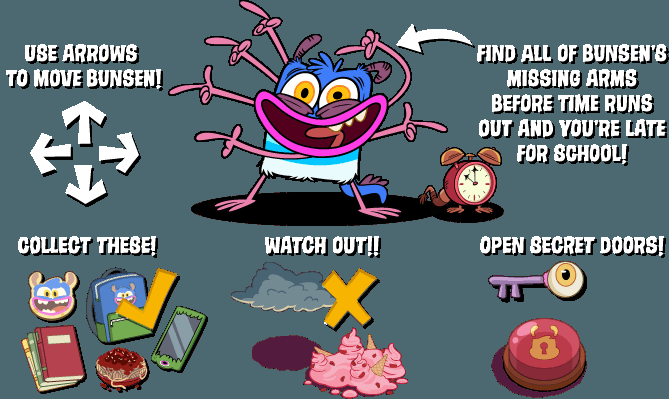 USE ARROWS
TO MOVE BUNSEN!
FIND ALL OF BUNSEN'S
MISSING ARMS
BEFORE TIME RUNS
OUT AND YOU'RE LATE
FOR SCHOOL!
COLLECT THESE!
WATCH OUT!!
OPEN SECRET DOORS!